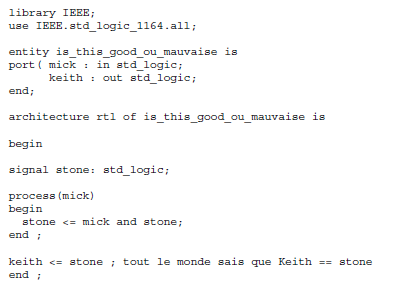 library IEEE;
use IEEE.std_logic_1164.all;
entity is_this_good_ou_mauvaise is
port( mick : in std_logic;
keith : out std_logic;
end;
architecture rtl of is_this_good_ou_mauvaise is
begin
signal stone: std_logic;
process(mick)
begin
stone <= mick and stone;
end ;
keith <= stone ; tout le monde sais que Keith == stone
end ;